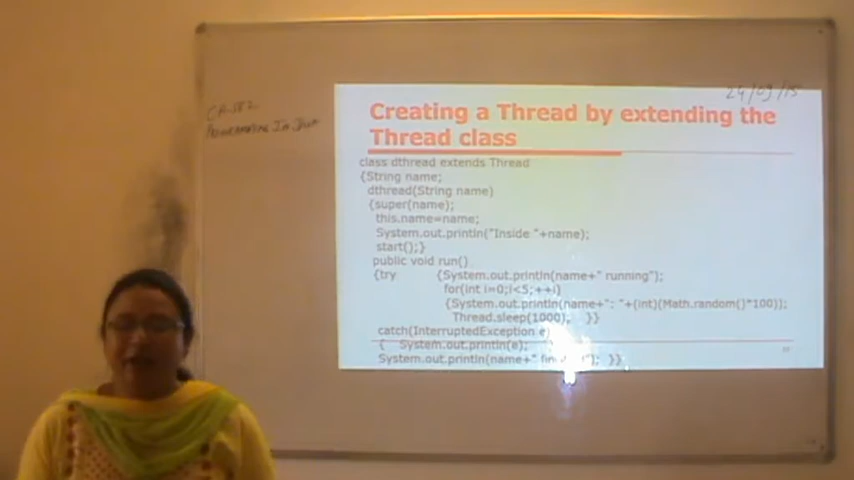 24/09/15
CA-352
Programming In Java
Creating a Thread by extending the
Thread class
class dthread extends Thread
{String name;
dthread(String name)
{super(name);
this.name=name;
System.out.println("Inside "+name);
start();}
public void run()
{try {System.out.println(name+" running");
for(int i=0;i<5;++i)
{System.out.println(name+": "+(int)(Math.random()*100));
Thread.sleep(1000); }}
catch(InterruptedException e)
{ System.out.println(e);
System.out.println(name+" }}